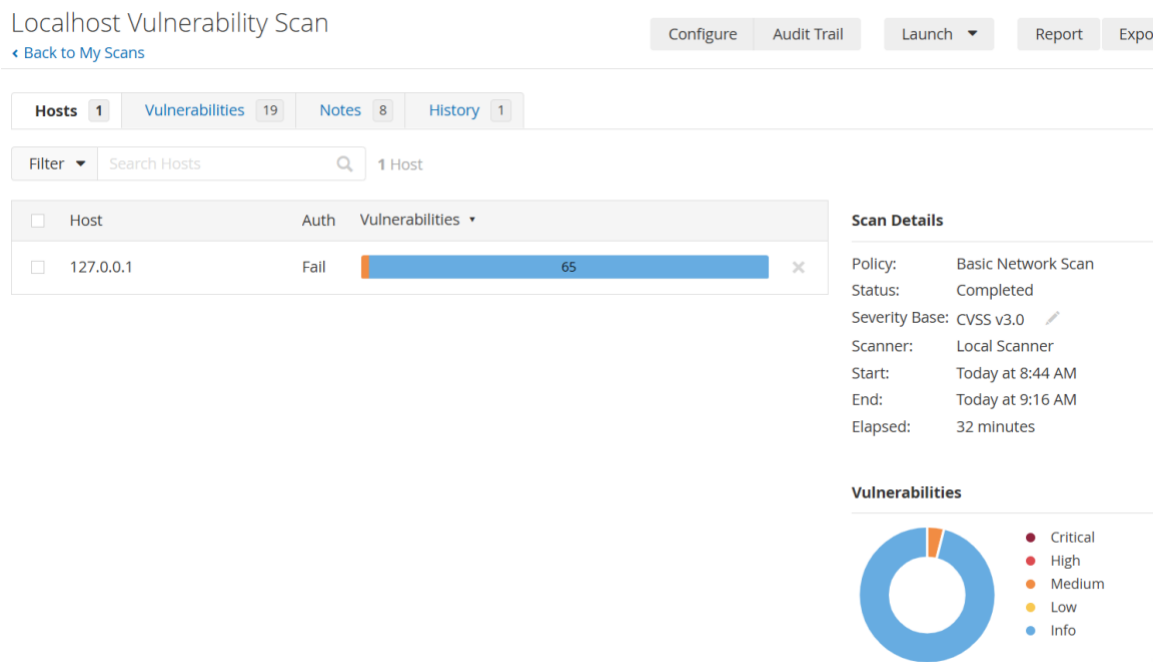 Localhost Vulnerability Scan
Configure Audit Trail Launch Report Expo
Back to My Scans
Hosts 1 Vulnerabilities 19 Notes 8 History 1
Filter Search Hosts 1 Host
Host Auth Vulnerabilities
127.0.0.1 Fail 65
Scan Details
Policy: Basic Network Scan
Status: Completed
Severity Base: CVSS v3.0
Scanner: Local Scanner
Start: Today at 8:44 AM
End: Today at 9:16 AM
Elapsed: 32 minutes
Vulnerabilities
Critical
High
Medium
Low
Info